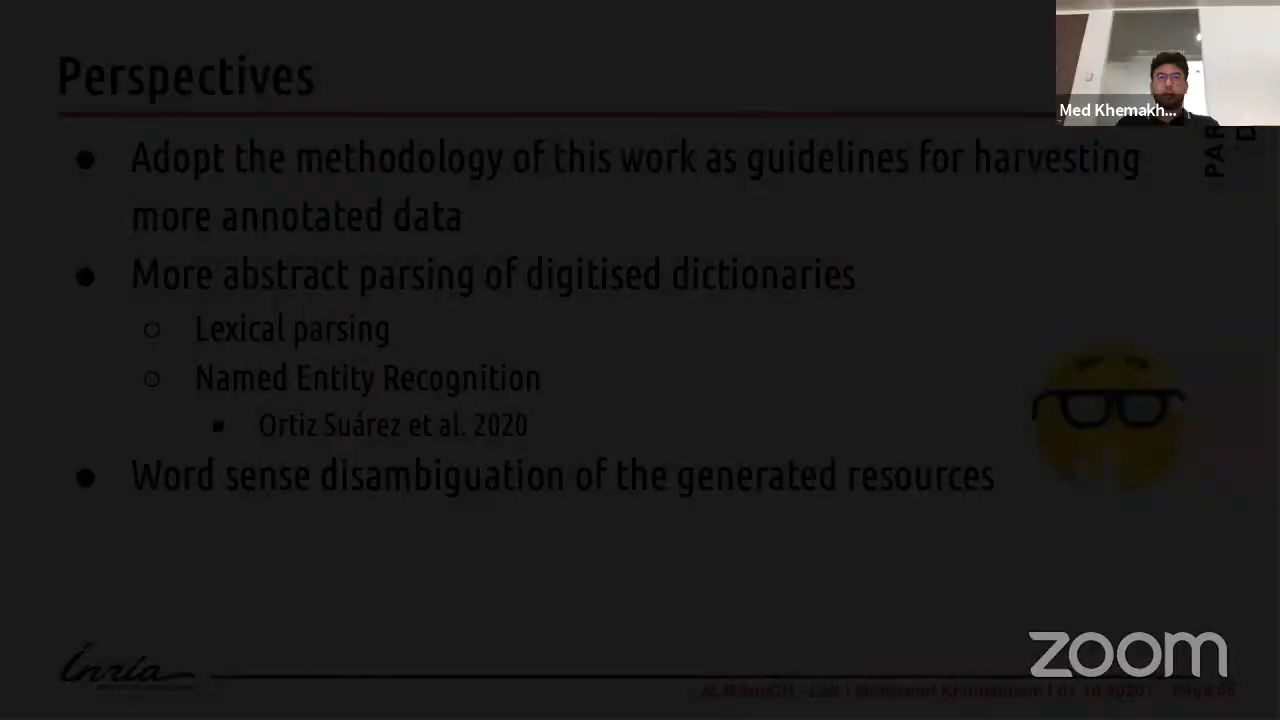 Perspectives
Med Khemakh...
PAR
D
● Adopt the methodology of this work as guidelines for harvesting
more annotated data
● More abstract parsing of digitised dictionaries
○ Lexical parsing
○ Named Entity Recognition
■ Ortiz Suárez et al. 2020
● Word sense disambiguation of the generated resources
Inria
zoom